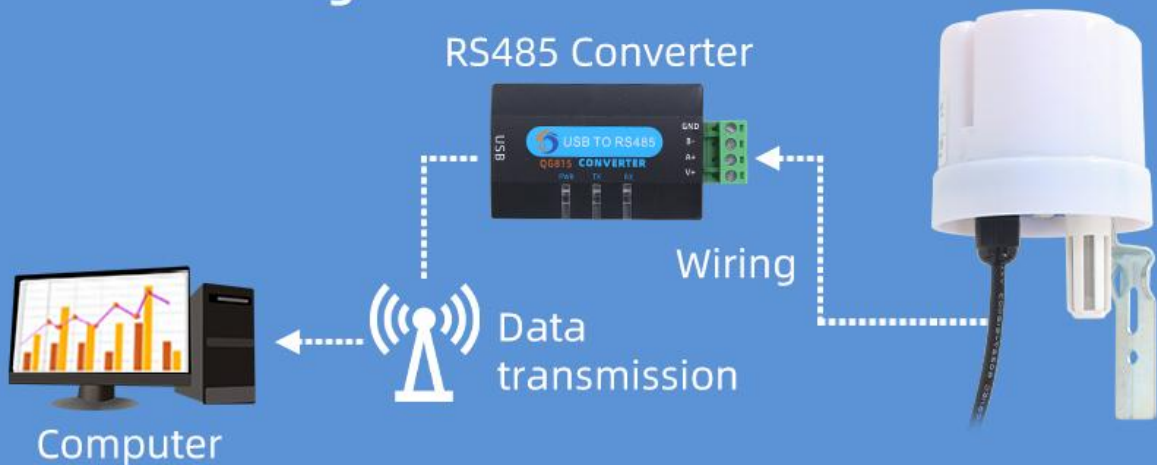 RS485 Converter
USB
USB TO RS485
QG815 CONVERTER
PWR TX RX
GND
B-
A+
V+
Wiring
Data
transmission
Computer